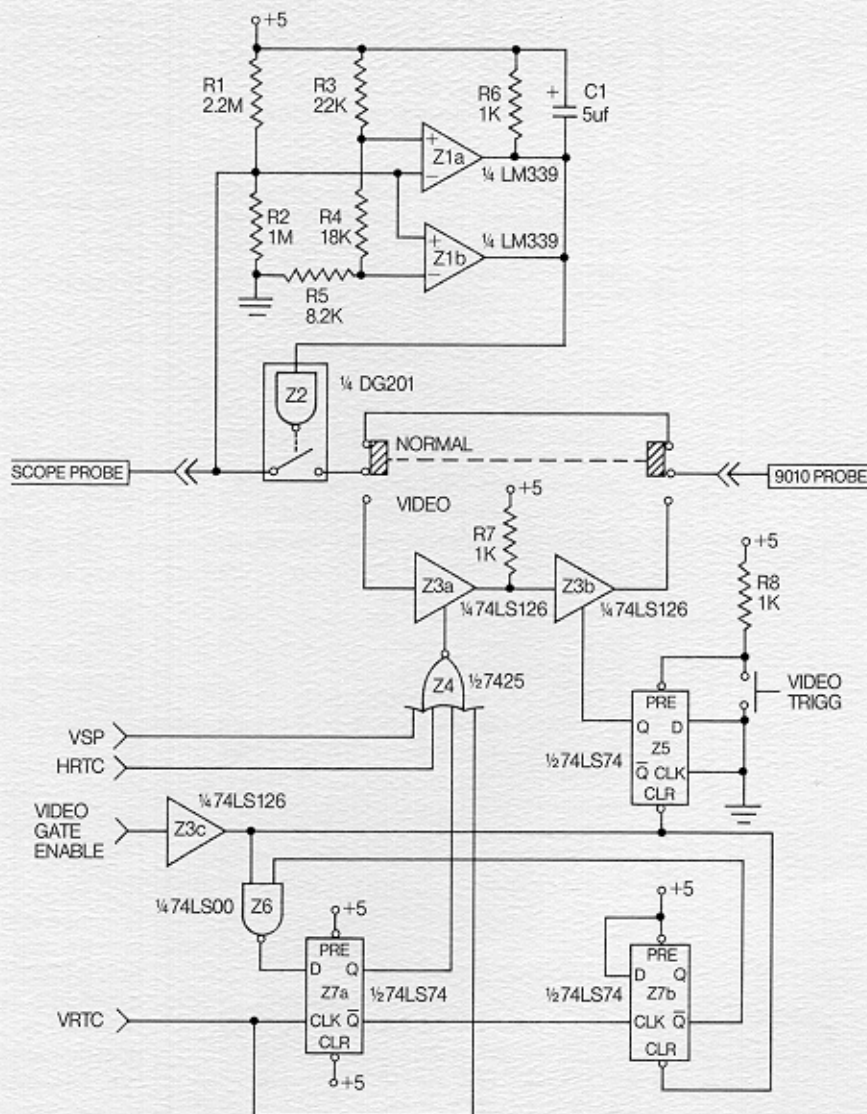 +5
R1
2.2M
R3
22K
R6
1K
+
C1
5uf
+
Z1a
−
¼ LM339
R2
1M
R4
18K
+
Z1b
−
¼ LM339
R5
8.2K
Z2
¼ DG201
NORMAL
SCOPE PROBE
9010 PROBE
VIDEO
+5
R7
1K
+5
R8
1K
Z3a
¼74LS126
Z3b
¼74LS126
Z4
½7425
VIDEO
TRIGG
PRE
Q D
Z5
Q̅ CLK
CLR
½74LS74
VSP
HRTC
VIDEO
GATE
ENABLE
¼74LS126
Z3c
¼74LS00
Z6
+5
PRE
D Q
Z7a
CLK Q̅
CLR
+5
½74LS74
+5
PRE
D Q
Z7b
CLK Q̅
CLR
½74LS74
VRTC